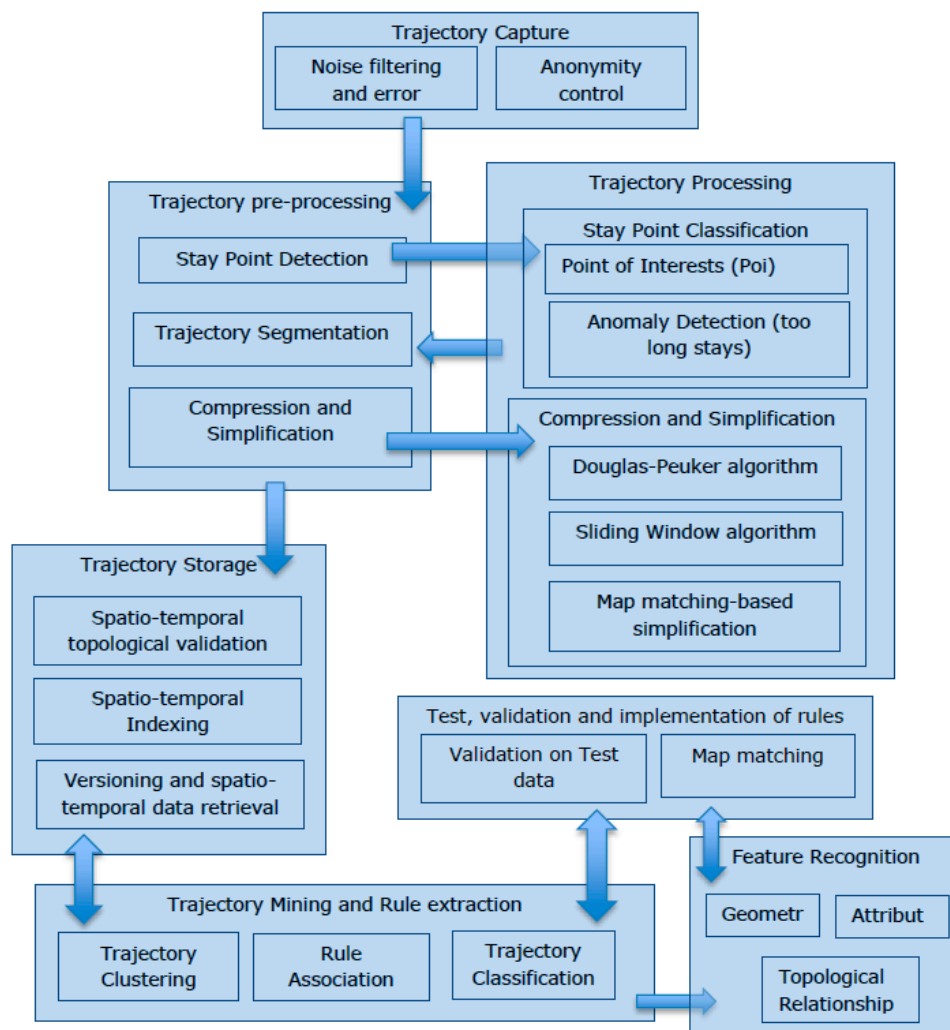 Trajectory Capture
Noise filtering
and error
Anonymity
control
Trajectory pre-processing
Stay Point Detection
Trajectory Segmentation
Compression and
Simplification
Trajectory Processing
Stay Point Classification
Point of Interests (Poi)
Anomaly Detection (too
long stays)
Compression and Simplification
Douglas-Peuker algorithm
Sliding Window algorithm
Map matching-based
simplification
Trajectory Storage
Spatio-temporal
topological validation
Spatio-temporal
Indexing
Versioning and spatio-
temporal data retrieval
Test, validation and implementation of rules
Validation on Test
data
Map matching
Feature Recognition
Geometr
Attribut
Topological
Relationship
Trajectory Mining and Rule extraction
Trajectory
Clustering
Rule
Association
Trajectory
Classification